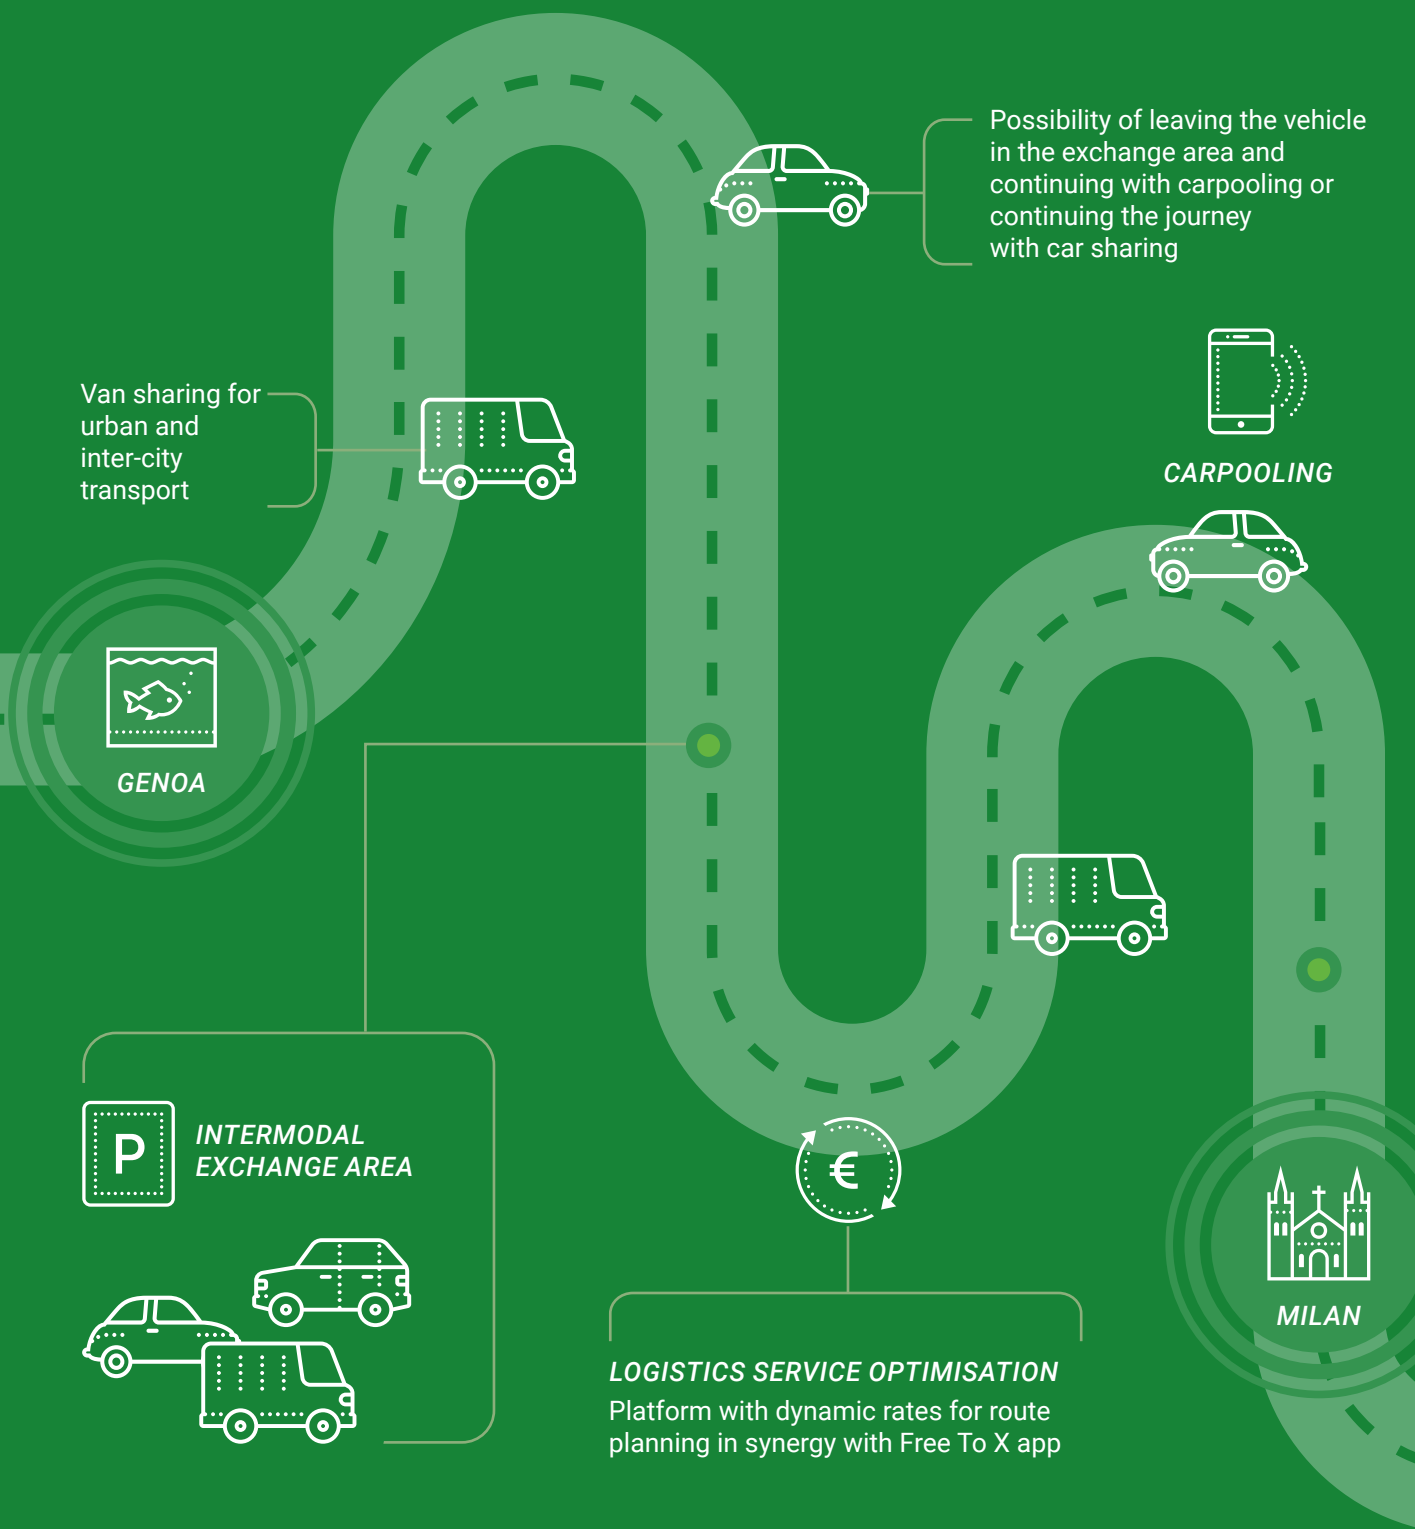 Possibility of leaving the vehicle
in the exchange area and
continuing with carpooling or
continuing the journey
with car sharing
Van sharing for
urban and
inter-city
transport
CARPOOLING
GENOA
P
INTERMODAL
EXCHANGE AREA
€
MILAN
LOGISTICS SERVICE OPTIMISATION
Platform with dynamic rates for route
planning in synergy with Free To X app